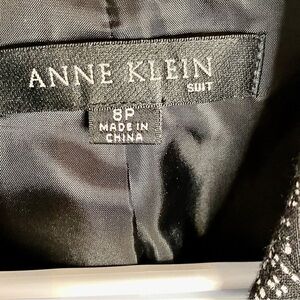 ANNE KLEIN
SUIT
8P
MADE IN
CHINA